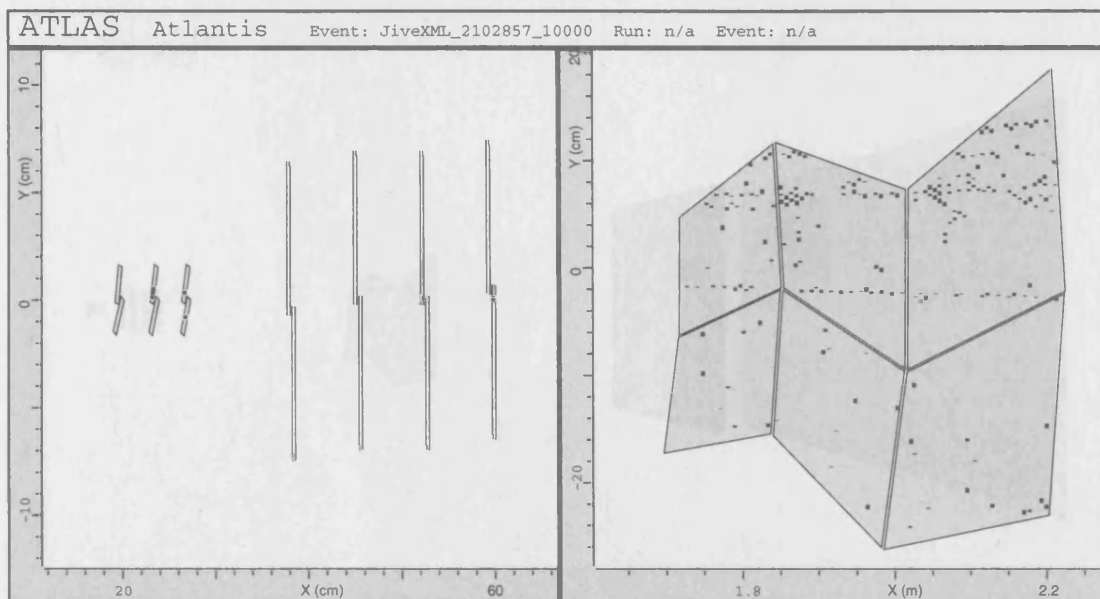 ATLAS Atlantis Event: JiveXML_2102857_10000 Run: n/a Event: n/a
10
Y (cm)
0
-10
20
X (cm)
60
20
Y (cm)
0
-20
1.8
X (m)
2.2